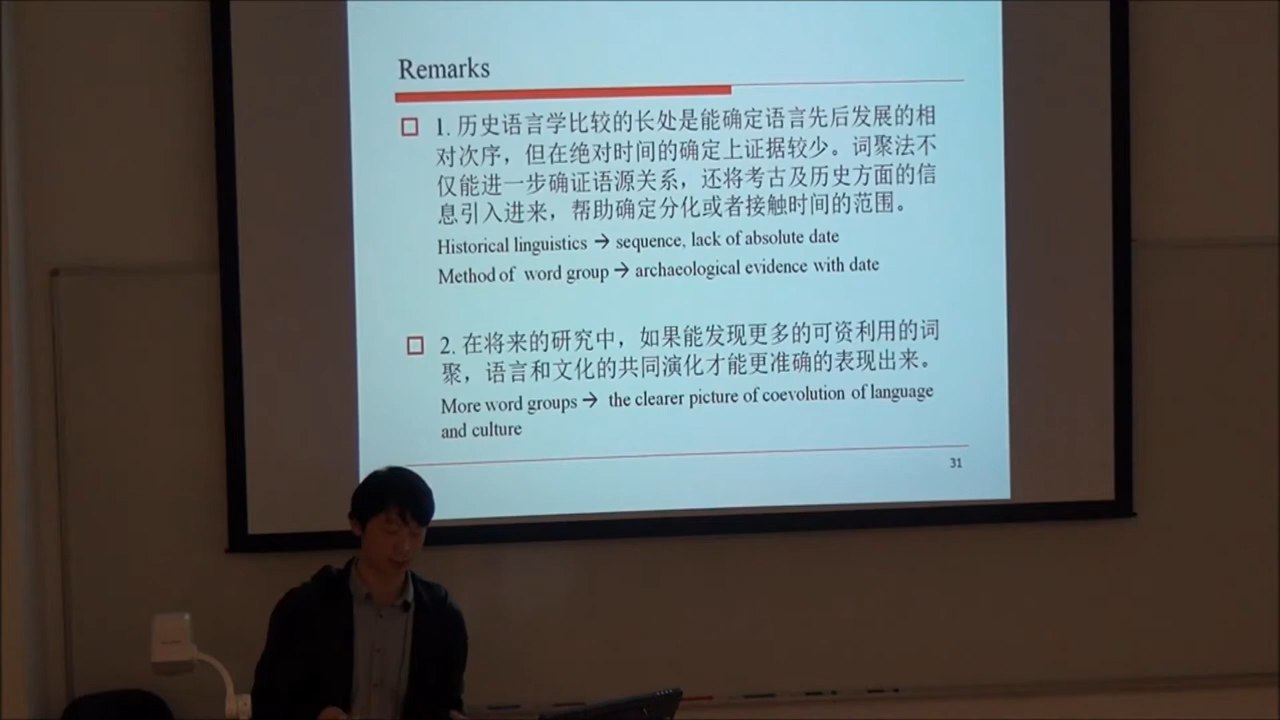 Remarks
1. 历史语言学比较的长处是能确定语言先后发展的相
对次序，但在绝对时间的确定上证据较少。词聚法不
仅能进一步确证语源关系，还将考古及历史方面的信
息引入进来，帮助确定分化或者接触时间的范围。
Historical linguistics → sequence, lack of absolute date
Method of word group → archaeological evidence with date
2. 在将来的研究中，如果能发现更多的可资利用的词
聚，语言和文化的共同演化才能更准确的表现出来。
More word groups → the clearer picture of coevolution of language
and culture
31